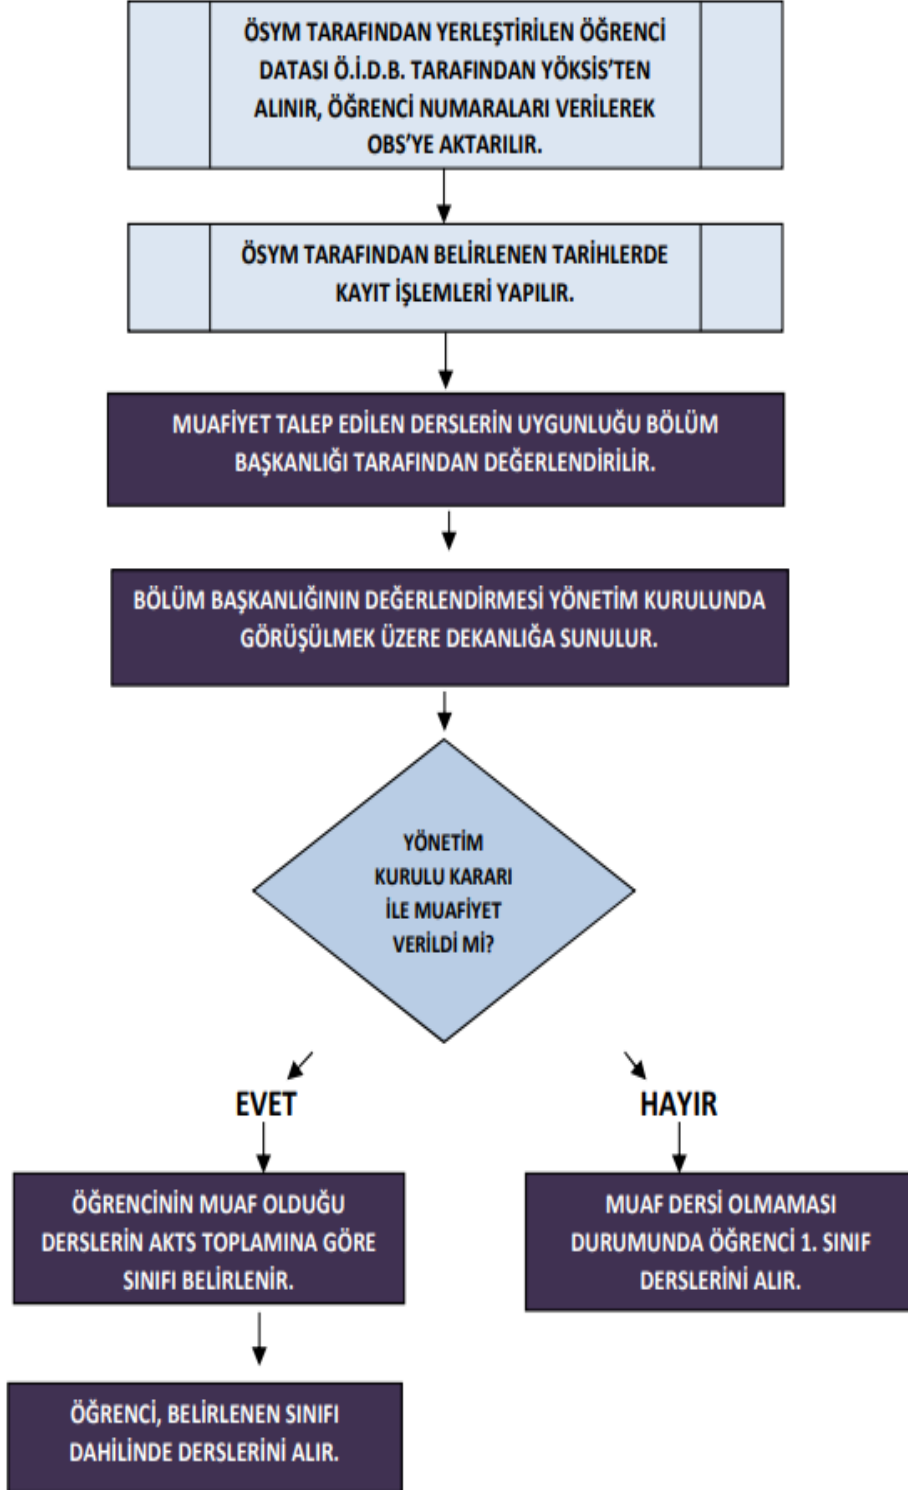 ÖSYM TARAFINDAN YERLEŞTİRİLEN ÖĞRENCİ
DATASI Ö.İ.D.B. TARAFINDAN YÖKSİS'TEN
ALINIR, ÖĞRENCİ NUMARALARI VERİLEREK
OBS'YE AKTARILIR.
ÖSYM TARAFINDAN BELİRLENEN TARİHLERDE
KAYIT İŞLEMLERİ YAPILIR.
MUAFİYET TALEP EDİLEN DERSLERİN UYGUNLUĞU BÖLÜM
BAŞKANLIĞI TARAFINDAN DEĞERLENDİRİLİR.
BÖLÜM BAŞKANLIĞININ DEĞERLENDİRMESİ YÖNETİM KURULUNDA
GÖRÜŞÜLMEK ÜZERE DEKANLIĞA SUNULUR.
YÖNETİM
KURULU KARARI
İLE MUAFİYET
VERİLDİ Mİ?
EVET
HAYIR
ÖĞRENCİNİN MUAF OLDUĞU
DERSLERİN AKTS TOPLAMINA GÖRE
SINIFI BELİRLENİR.
MUAF DERSİ OLMAMASI
DURUMUNDA ÖĞRENCİ 1. SINIF
DERSLERİNİ ALIR.
ÖĞRENCİ, BELİRLENEN SINIFI
DAHİLİNDE DERSLERİNİ ALIR.